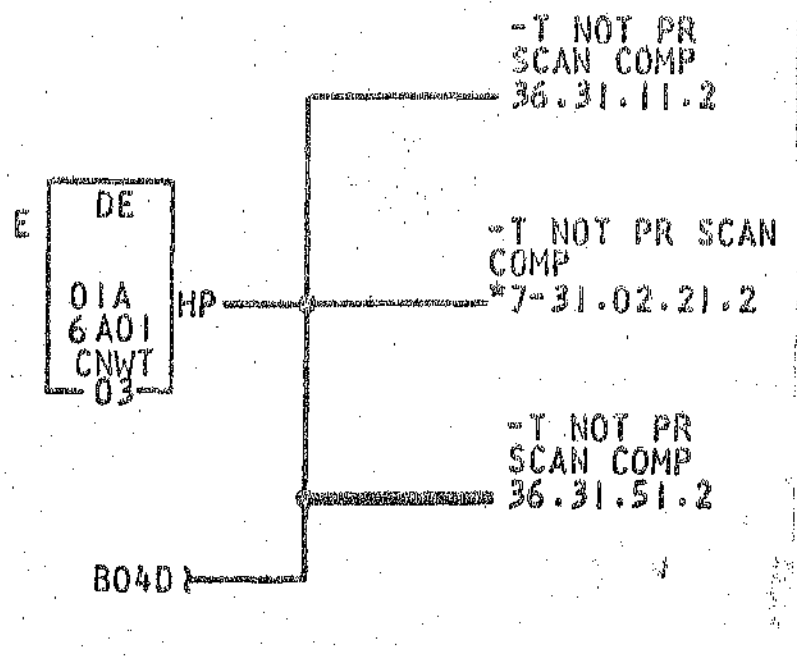 -T NOT PR
SCAN COMP
36.31.11.2
E
DE
-T NOT PR SCAN
COMP
*7-31.02.21.2
01A
HP
6A01
CNWT
03
-T NOT PR
SCAN COMP
36.31.51.2
B04D